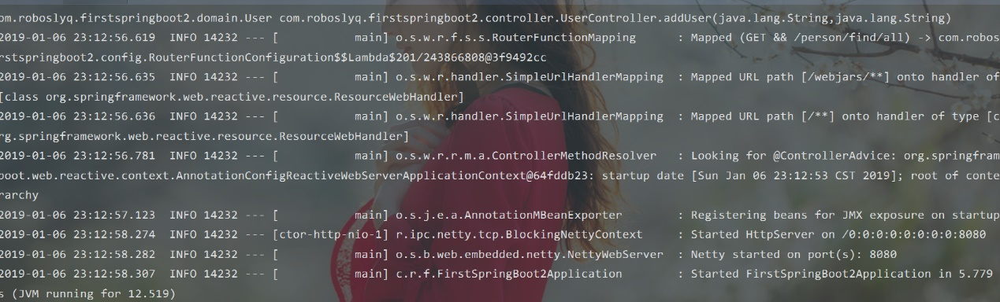 om.roboslyq.firstspringboot2.domain.User com.roboslyq.firstspringboot2.controller.UserController.addUser(java.lang.String,java.lang.String)
2019-01-06 23:12:56.619  INFO 14232 --- [           main] o.s.w.r.f.s.s.RouterFunctionMapping      : Mapped (GET && /person/find/all) -> com.robos
rstspringboot2.config.RouterFunctionConfiguration$$Lambda$201/243866808@3f9492cc
2019-01-06 23:12:56.635  INFO 14232 --- [           main] o.s.w.r.handler.SimpleUrlHandlerMapping  : Mapped URL path [/webjars/**] onto handler of
[class org.springframework.web.reactive.resource.ResourceWebHandler]
2019-01-06 23:12:56.636  INFO 14232 --- [           main] o.s.w.r.handler.SimpleUrlHandlerMapping  : Mapped URL path [/**] onto handler of type [c
rg.springframework.web.reactive.resource.ResourceWebHandler]
2019-01-06 23:12:56.781  INFO 14232 --- [           main] o.s.w.r.r.m.a.ControllerMethodResolver   : Looking for @ControllerAdvice: org.springfram
boot.web.reactive.context.AnnotationConfigReactiveWebServerApplicationContext@64fddb23: startup date [Sun Jan 06 23:12:53 CST 2019]; root of conte
rarchy
2019-01-06 23:12:57.123  INFO 14232 --- [           main] o.s.j.e.a.AnnotationMBeanExporter        : Registering beans for JMX exposure on startup
2019-01-06 23:12:58.274  INFO 14232 --- [ctor-http-nio-1] r.ipc.netty.tcp.BlockingNettyContext     : Started HttpServer on /0:0:0:0:0:0:0:0:8080
2019-01-06 23:12:58.282  INFO 14232 --- [           main] o.s.b.web.embedded.netty.NettyWebServer  : Netty started on port(s): 8080
2019-01-06 23:12:58.307  INFO 14232 --- [           main] c.r.f.FirstSpringBoot2Application        : Started FirstSpringBoot2Application in 5.779
s (JVM running for 12.519)